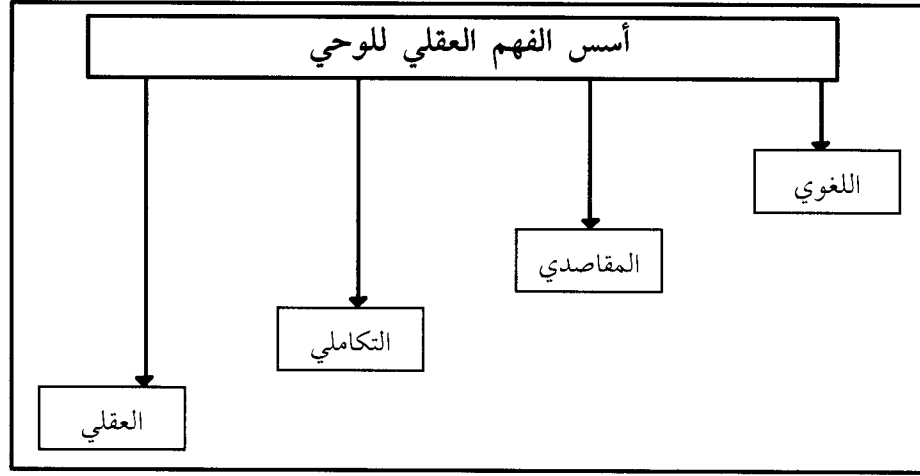 أسس الفهم العقلي للوحي
اللغوي
المقاصدي
التكاملي
العقلي